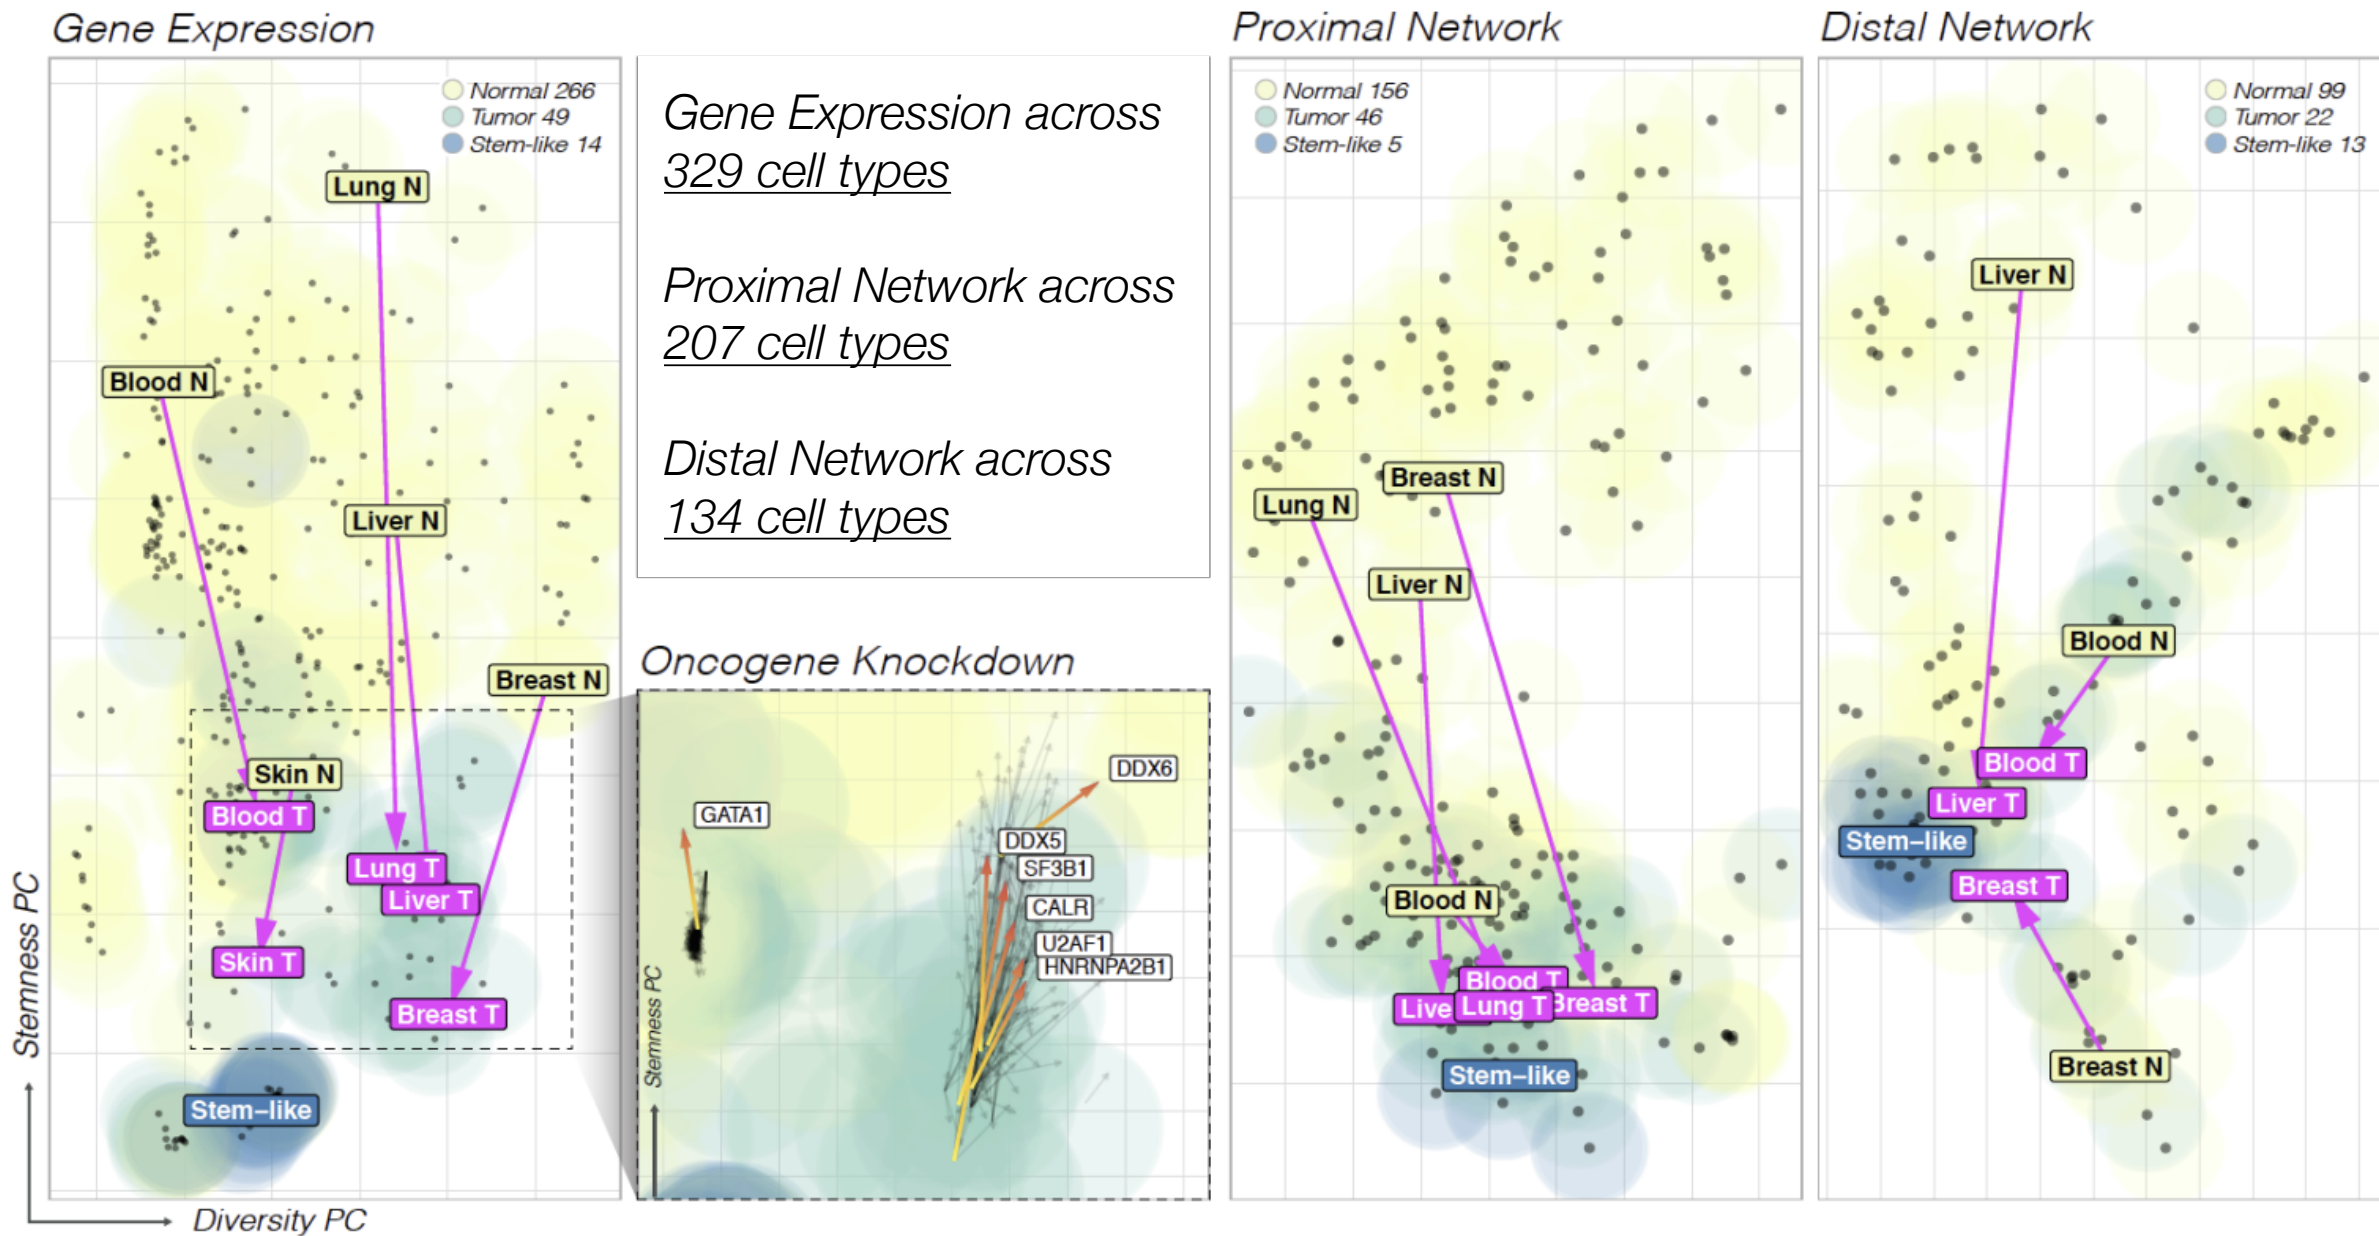 Gene Expression
Normal 266
Tumor 49
Stem-like 14
Lung N
Blood N
Liver N
Breast N
Skin N
Blood T
Lung T
Liver T
Skin T
Breast T
Stem-like
Stemness PC
Diversity PC
Gene Expression across
329 cell types
Proximal Network across
207 cell types
Distal Network across
134 cell types
Oncogene Knockdown
DDX6
GATA1
DDX5
SF3B1
CALR
U2AF1
HNRNPA2B1
Stemness PC
Proximal Network
Normal 156
Tumor 46
Stem-like 5
Breast N
Lung N
Liver N
Blood N
Blood T
Live
Lung T
Breast T
Stem-like
Distal Network
Normal 99
Tumor 22
Stem-like 13
Liver N
Blood N
Blood T
Liver T
Stem-like
Breast T
Breast N